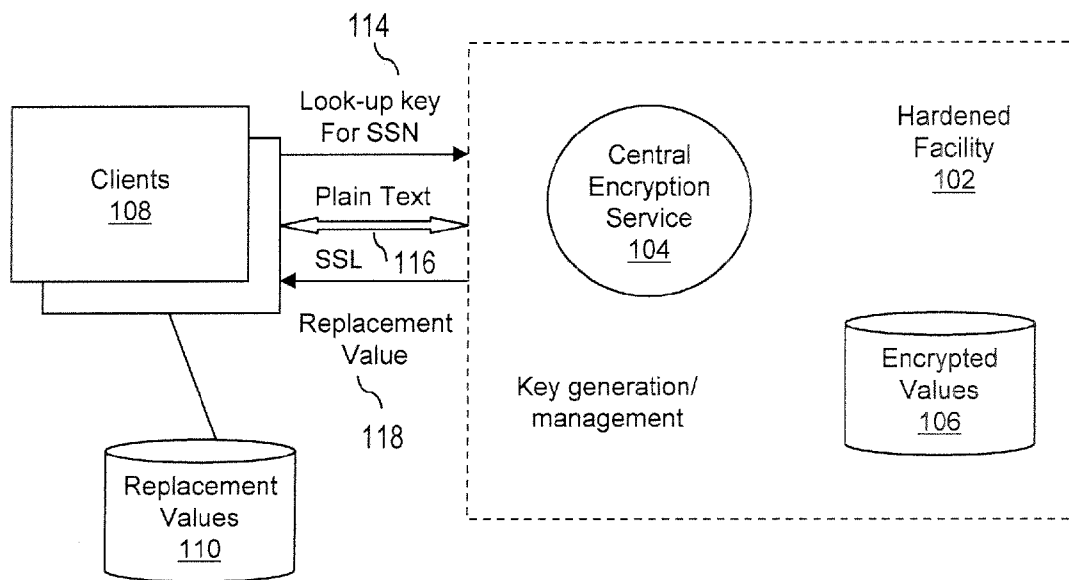 114
Look-up key
For SSN
Clients
108
Plain Text
SSL
116
Replacement
Value
118
Replacement
Values
110
Central
Encryption
Service
104
Hardened
Facility
102
Key generation/
management
Encrypted
Values
106